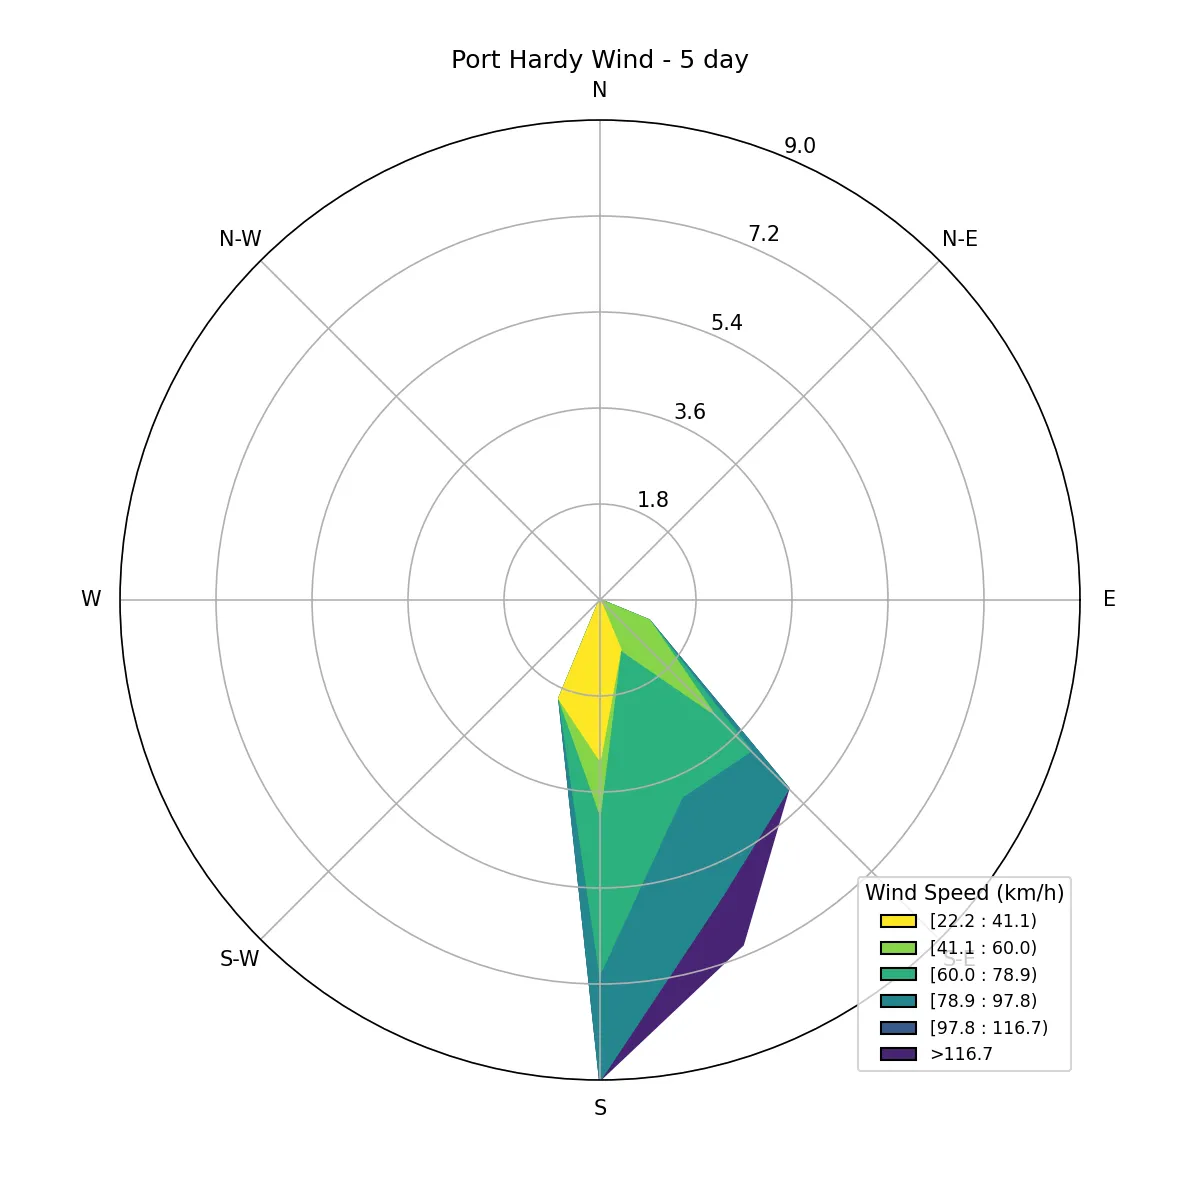 Port Hardy Wind - 5 day
N
9.0
7.2
N-W
N-E
5.4
3.6
1.8
W
E
S-W
S-E
Wind Speed (km/h)
[22.2 : 41.1)
[41.1 : 60.0)
[60.0 : 78.9)
[78.9 : 97.8)
[97.8 : 116.7)
>116.7
S